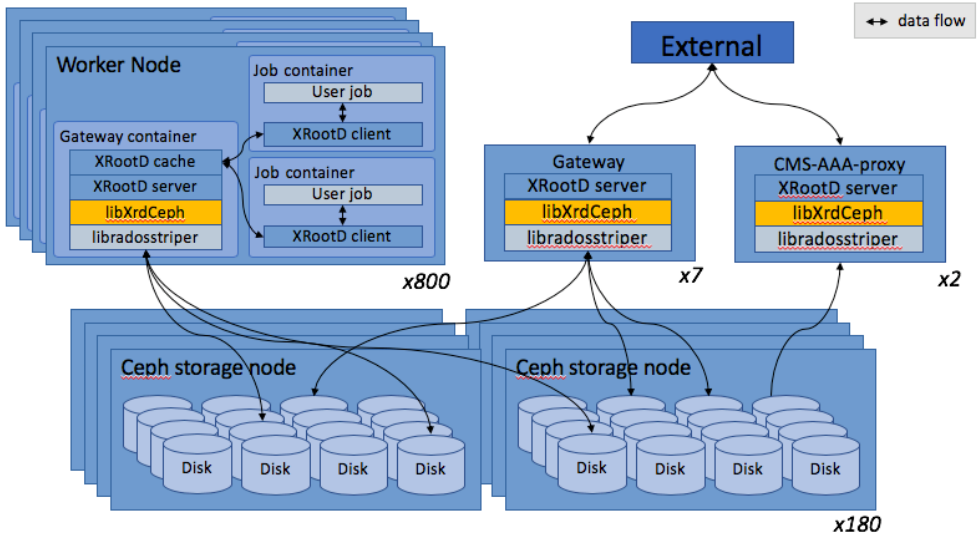 data flow
External
Worker Node
Job container
User job
XRootD client
Gateway container
XRootD cache
XRootD server
libXrdCeph
libradosstriper
Job container
User job
XRootD client
x800
Gateway
XRootD server
libXrdCeph
libradosstriper
x7
CMS-AAA-proxy
XRootD server
libXrdCeph
libradosstriper
x2
Ceph storage node
Disk
Disk
Disk
Disk
Ceph storage node
Disk
Disk
Disk
Disk
x180